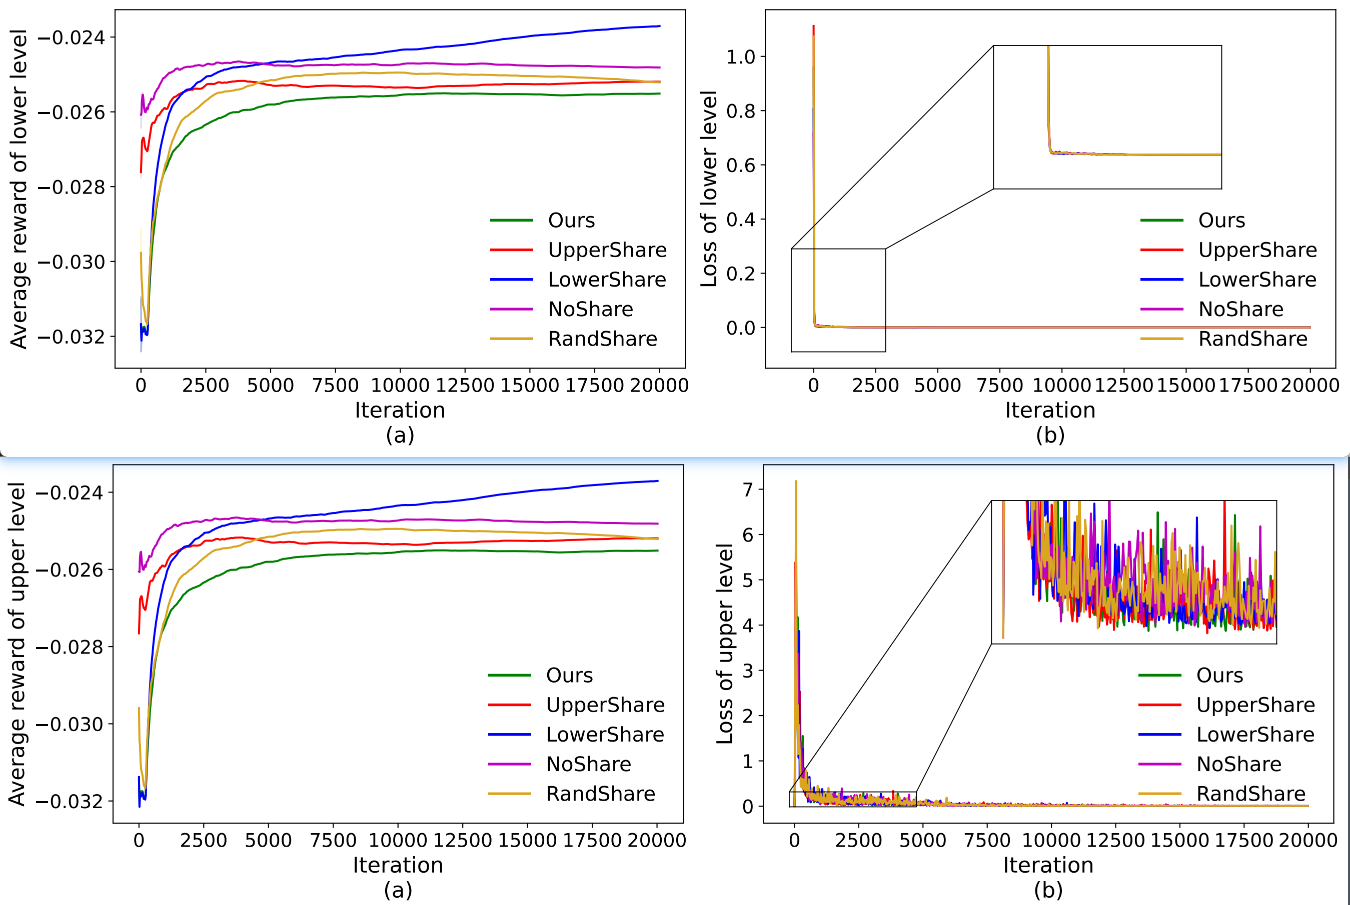 Average reward of lower level
−0.024
−0.026
−0.028
−0.030
−0.032
Ours
UpperShare
LowerShare
NoShare
RandShare
0 2500 5000 7500 10000 12500 15000 17500 20000
Iteration
(a)
Loss of lower level
1.0
0.8
0.6
0.4
0.2
0.0
Ours
UpperShare
LowerShare
NoShare
RandShare
0 2500 5000 7500 10000 12500 15000 17500 20000
Iteration
(b)
Average reward of upper level
−0.024
−0.026
−0.028
−0.030
−0.032
Ours
UpperShare
LowerShare
NoShare
RandShare
0 2500 5000 7500 10000 12500 15000 17500 20000
Iteration
(a)
Loss of upper level
7
6
5
4
3
2
1
0
Ours
UpperShare
LowerShare
NoShare
RandShare
0 2500 5000 7500 10000 12500 15000 17500 20000
Iteration
(b)